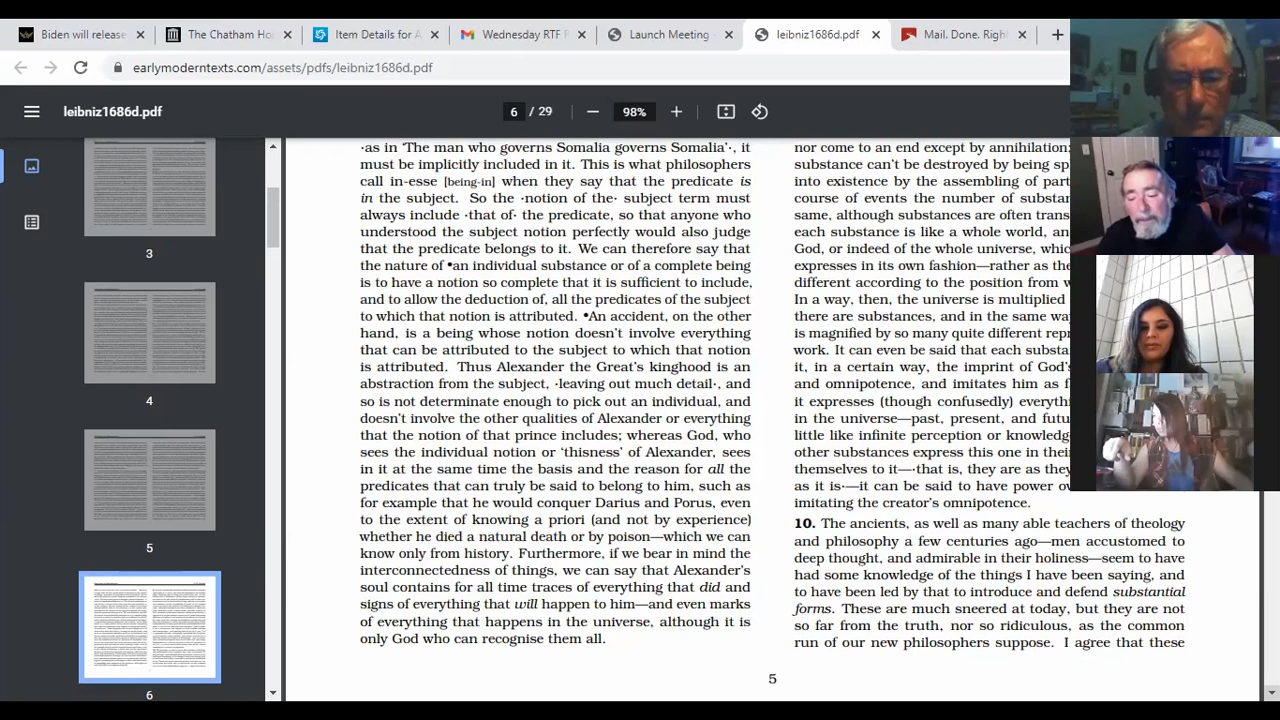 Biden will release
The Chatham Ho
Item Details for A
Wednesday RTF P
Launch Meeting -
leibniz1686d.pdf
Mail. Done. Righ
earlymoderntexts.com/assets/pdfs/leibniz1686d.pdf
leibniz1686d.pdf
6 / 29
98%
3
4
5
6
·as in 'The man who governs Somalia governs Somalia'·, it
must be implicitly included in it. This is what philosophers
call in-esse [being-in] when they say that the predicate is
in the subject. So the ·notion of the· subject term must
always include ·that of· the predicate, so that anyone who
understood the subject notion perfectly would also judge
that the predicate belongs to it. We can therefore say that
the nature of •an individual substance or of a complete being
is to have a notion so complete that it is sufficient to include,
and to allow the deduction of, all the predicates of the subject
to which that notion is attributed. •An accident, on the other
hand, is a being whose notion doesn't involve everything
that can be attributed to the subject to which that notion
is attributed. Thus Alexander the Great's kinghood is an
abstraction from the subject, ·leaving out much detail·, and
so is not determinate enough to pick out an individual, and
doesn't involve the other qualities of Alexander or everything
that the notion of that prince includes; whereas God, who
sees the individual notion or 'thisness' of Alexander, sees
in it at the same time the basis and the reason for all the
predicates that can truly be said to belong to him, such as
for example that he would conquer Darius and Porus, even
to the extent of knowing a priori (and not by experience)
whether he died a natural death or by poison—which we can
know only from history. Furthermore, if we bear in mind the
interconnectedness of things, we can say that Alexander's
soul contains for all time traces of everything that did and
signs of everything that will happen to him—and even marks
of everything that happens in the universe, although it is
only God who can recognise them all.
nor come to an end except by annihilation;
substance can't be destroyed by being sp
into existence by the assembling of part
course of events the number of substan
same, although substances are often trans
each substance is like a whole world, an
God, or indeed of the whole universe, whic
expresses in its own fashion—rather as the
different according to the position from w
In a way, then, the universe is multiplied
there are substances, and in the same way
is magnified by so many quite different repr
work. It can even be said that each substa
it, in a certain way, the imprint of God's
and omnipotence, and imitates him as f
it expresses (though confusedly) everyth
in the universe—past, present, and futu
little like infinite perception or knowledg
other substances express this one in their
themselves to it—·that is, they are as they
as it is·—it can be said to have power ov
imitating the creator's omnipotence.
10. The ancients, as well as many able teachers of theology
and philosophy a few centuries ago—men accustomed to
deep thought, and admirable in their holiness—seem to have
had some knowledge of the things I have been saying, and
to have been led by that to introduce and defend substantial
forms. These are much sneered at today, but they are not
so far from the truth, nor so ridiculous, as the common
run of our new philosophers suppose. I agree that these
5